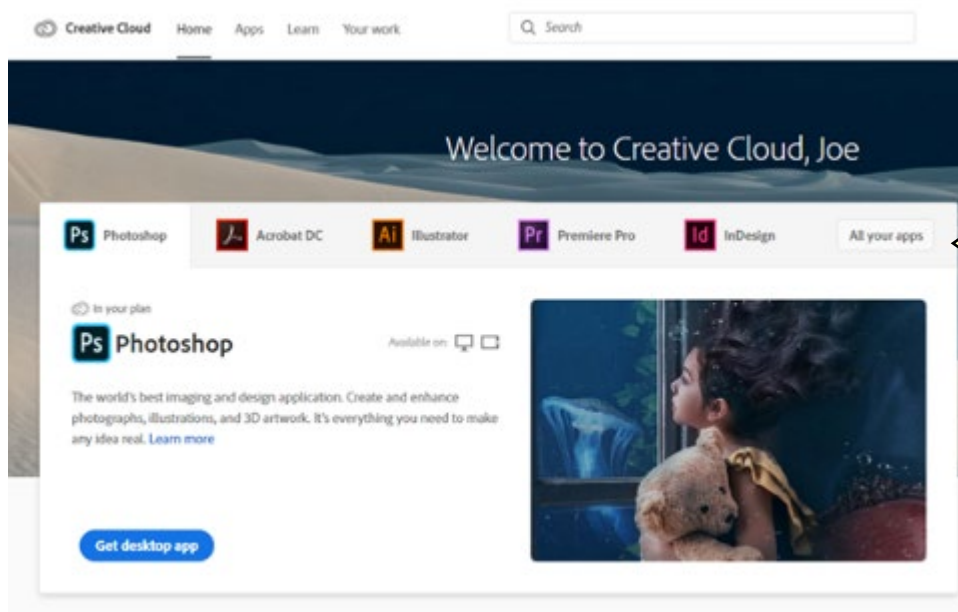 Creative Cloud Home Apps Learn Your work Search
Welcome to Creative Cloud, Joe
Ps Photoshop Acrobat DC Ai Illustrator Pr Premiere Pro Id InDesign All your apps
In your plan
Ps Photoshop Available on:
The world's best imaging and design application. Create and enhance
photographs, illustrations, and 3D artwork. It's everything you need to make
any idea real. Learn more
Get desktop app